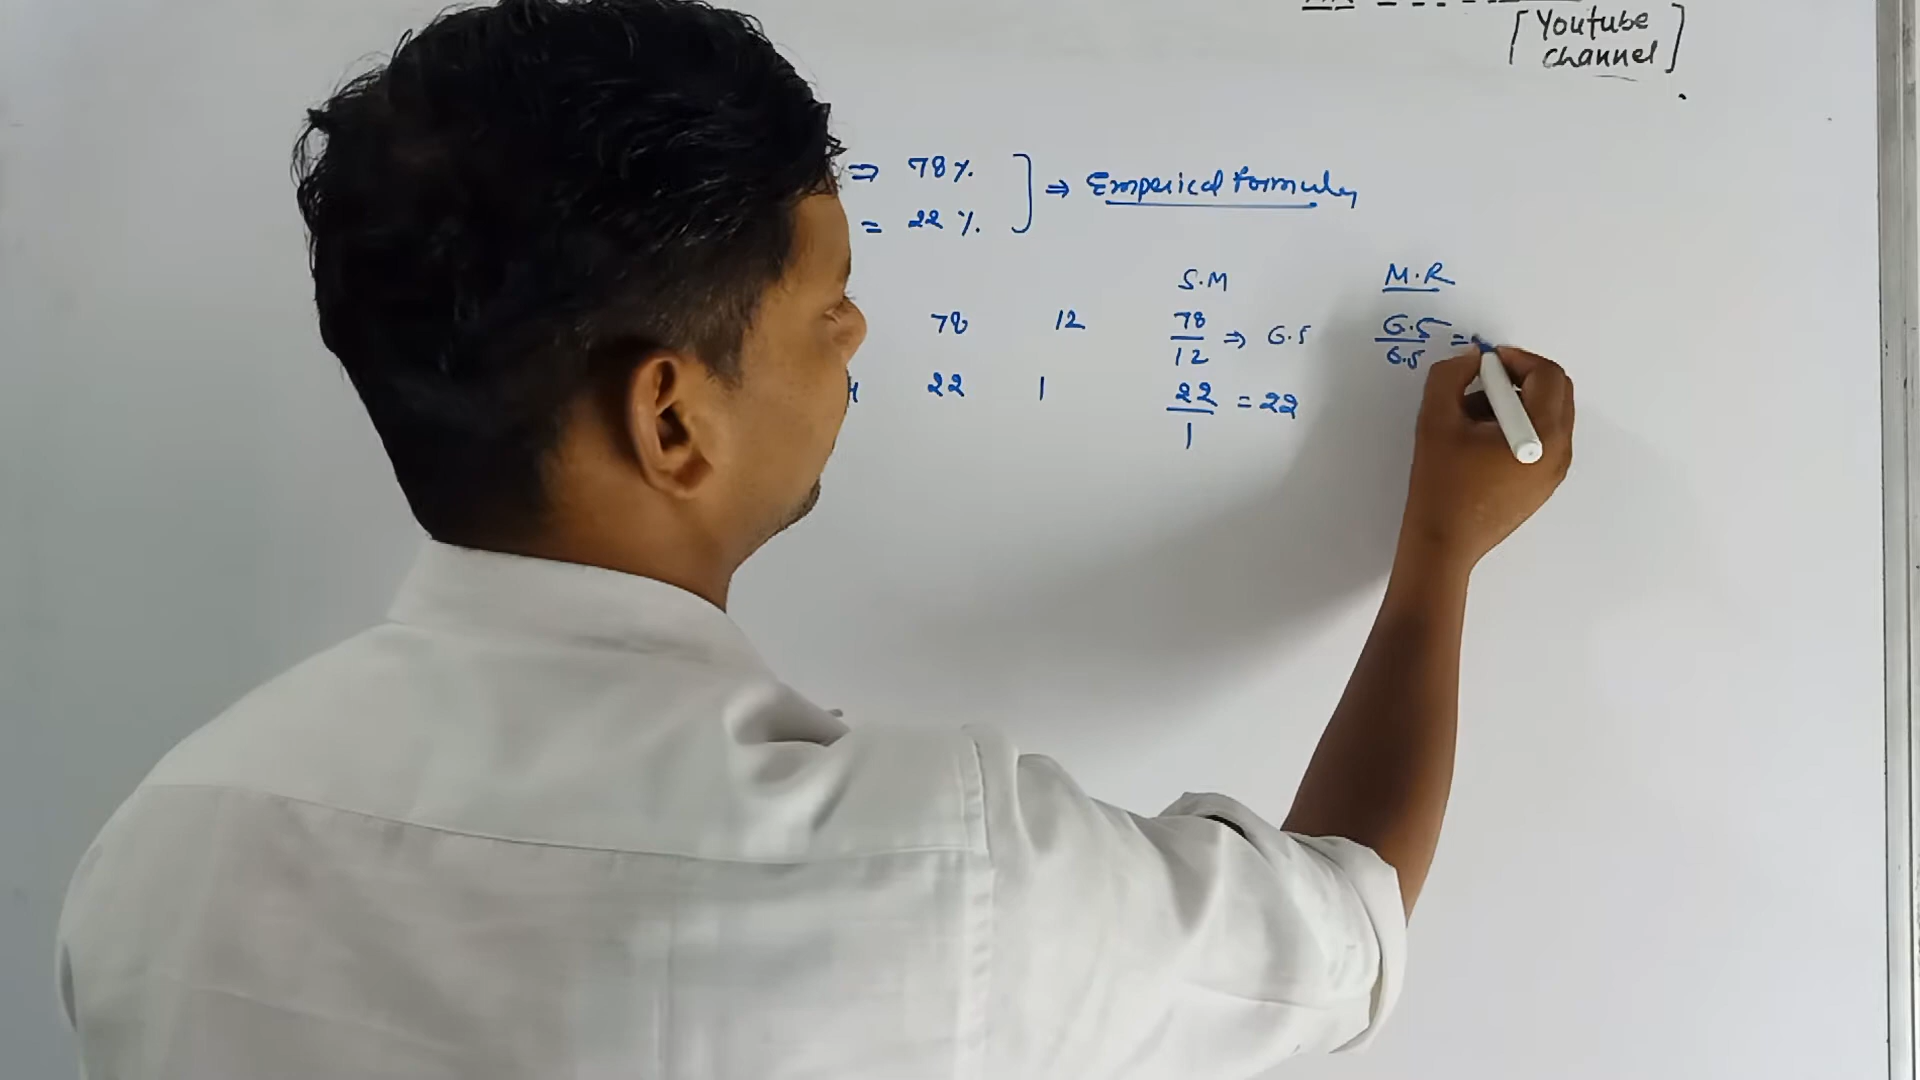 [Youtube
channel]
⇒ 78%
= 22%
] ⇒ Emperical formula
S.M M.R
78 12 78/12 ⇒ 6.5 6.5/6.5 =
H 22 1 22/1 = 22